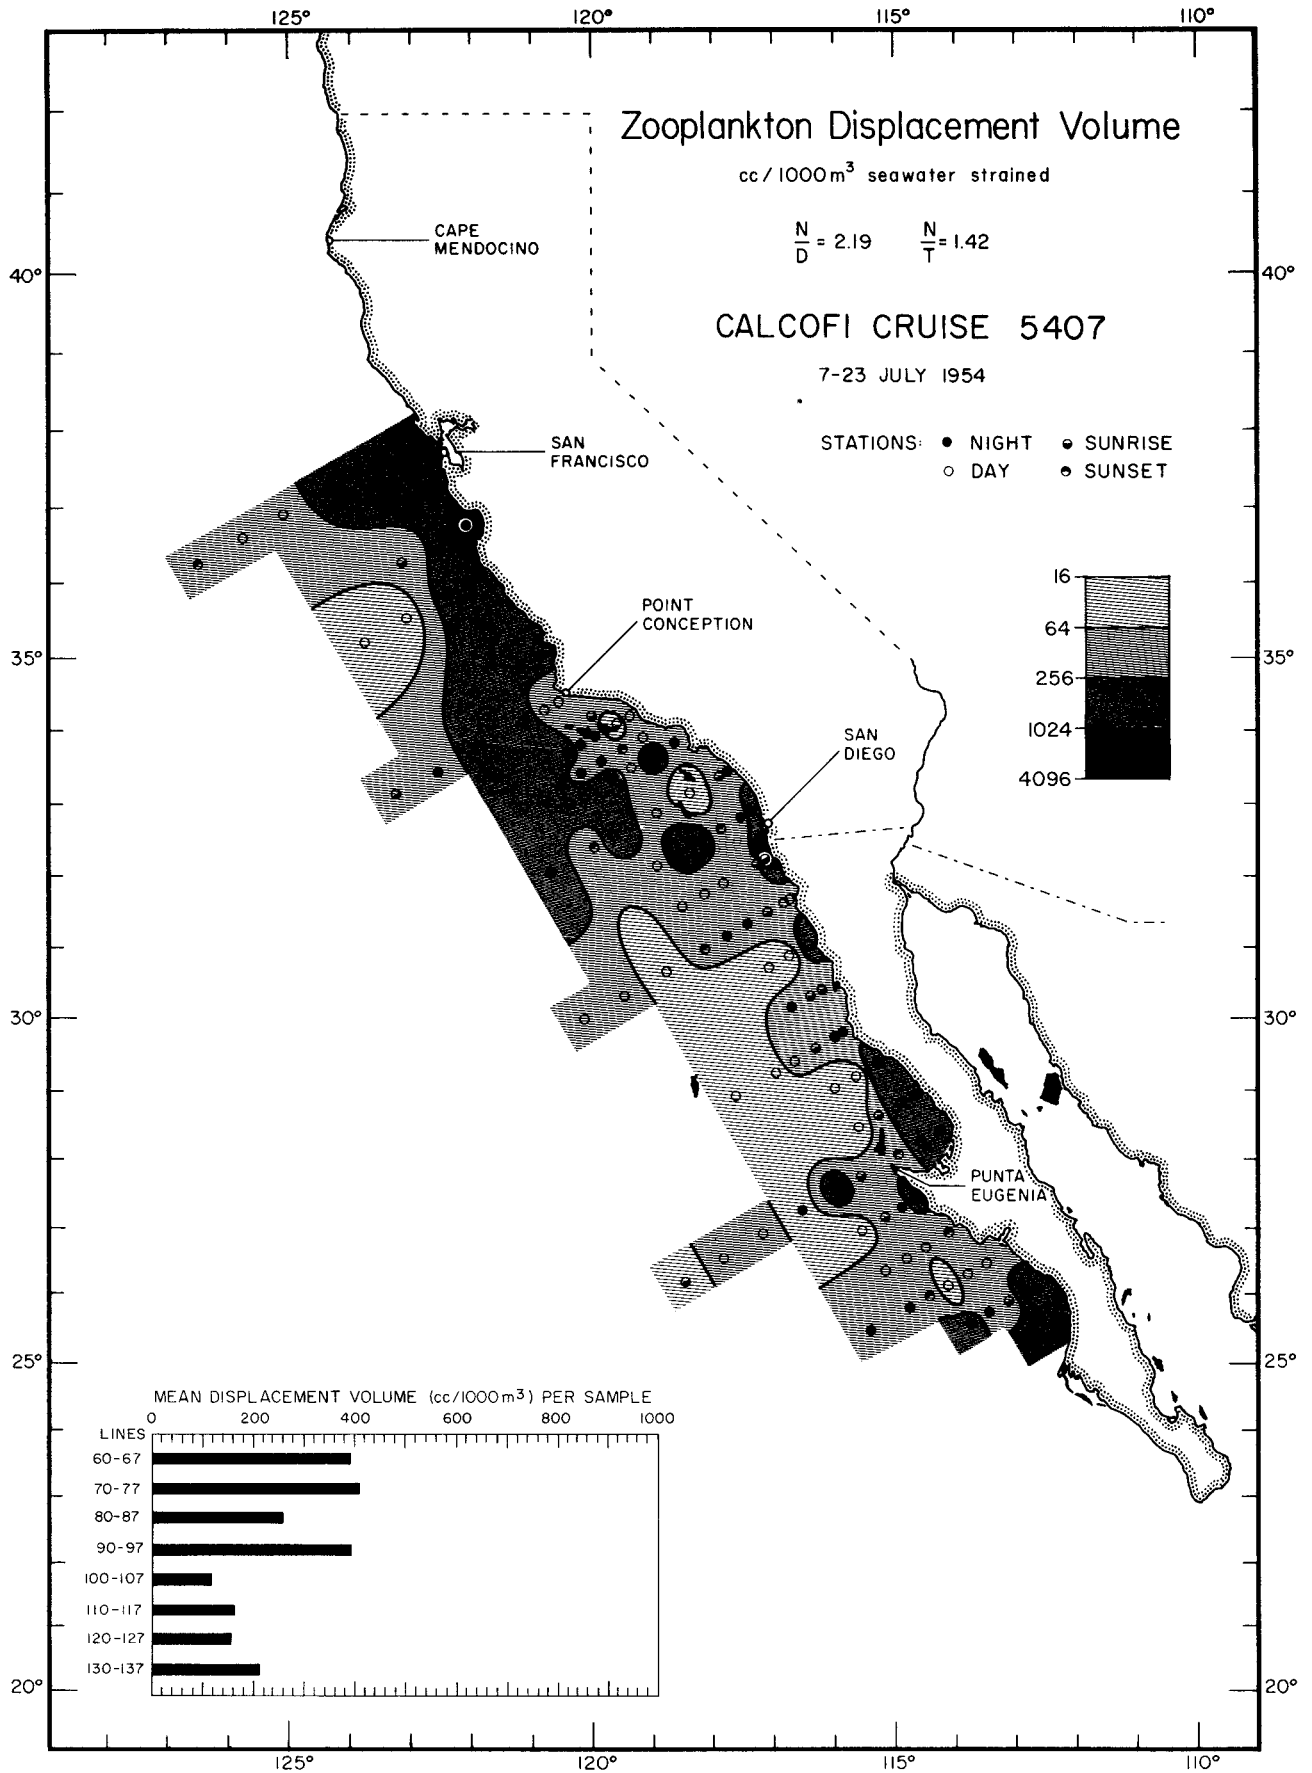 125° 120° 115° 110°
Zooplankton Displacement Volume
cc/1000m³ seawater strained
N/D = 2.19 N/T = 1.42
CAPE
MENDOCINO
40° 40°
CALCOFI CRUISE 5407
7-23 JULY 1954
STATIONS: NIGHT SUNRISE
DAY SUNSET
SAN
FRANCISCO
16
64
256
1024
4096
POINT
CONCEPTION
35° 35°
SAN
DIEGO
30° 30°
PUNTA
EUGENIA
25° 25°
MEAN DISPLACEMENT VOLUME (cc/1000m³) PER SAMPLE
0 200 400 600 800 1000
LINES
60-67
70-77
80-87
90-97
100-107
110-117
120-127
130-137
20° 20°
125° 120° 115° 110°